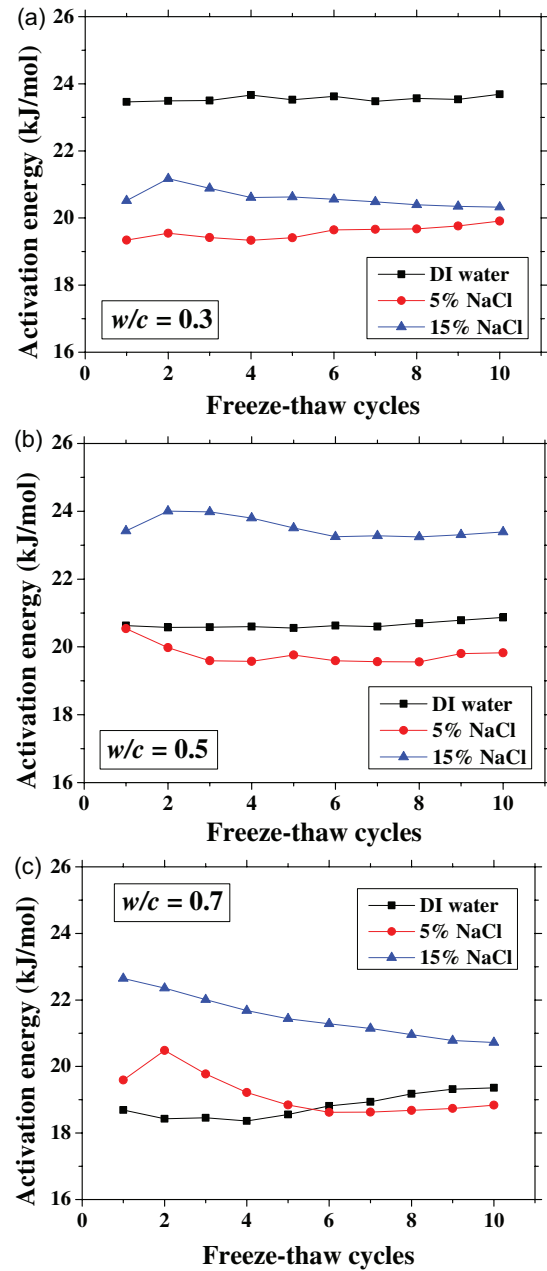 (a)
26
24
22
20
18
16
Activation energy (kJ/mol)
DI water
5% NaCl
15% NaCl
w/c = 0.3
0 2 4 6 8 10
Freeze-thaw cycles
(b)
26
24
22
20
18
16
Activation energy (kJ/mol)
DI water
5% NaCl
15% NaCl
w/c = 0.5
0 2 4 6 8 10
Freeze-thaw cycles
(c)
26
24
22
20
18
16
Activation energy (kJ/mol)
w/c = 0.7
DI water
5% NaCl
15% NaCl
0 2 4 6 8 10
Freeze-thaw cycles